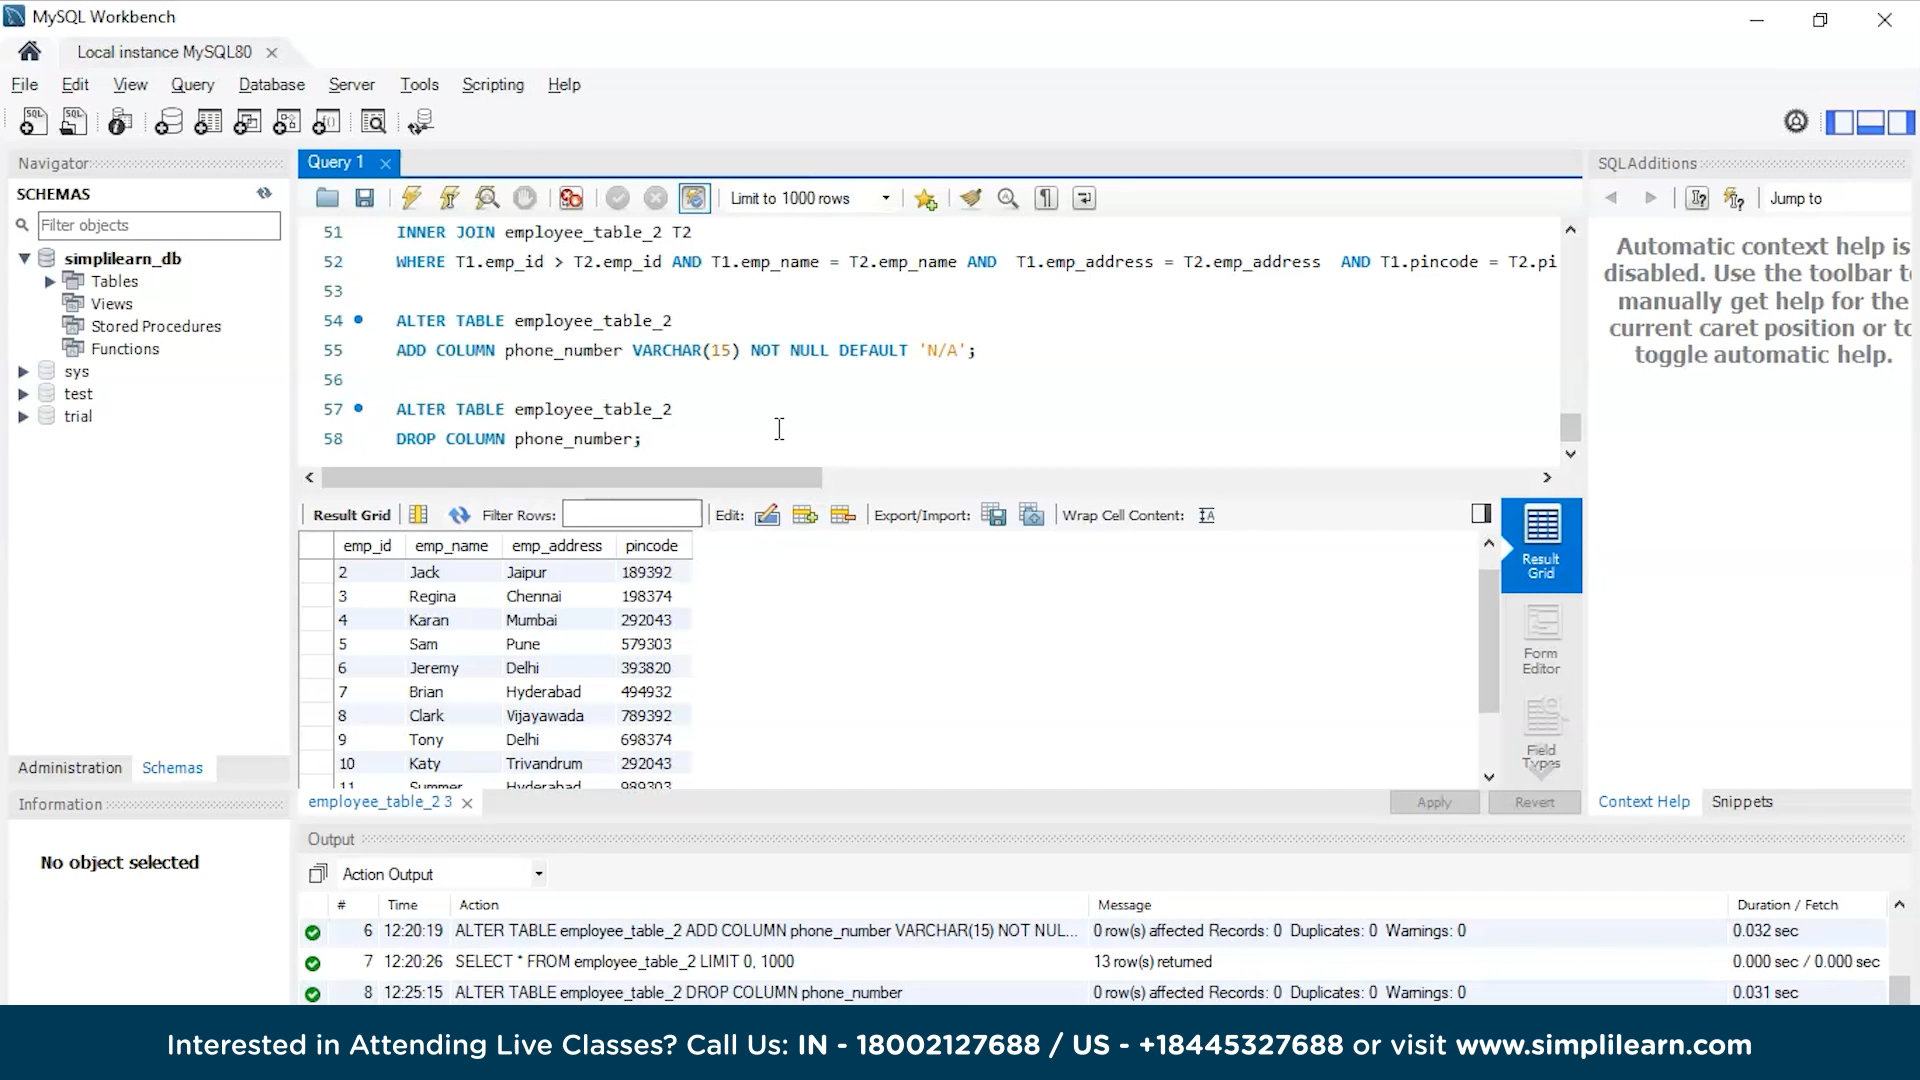 MySQL Workbench
Local instance MySQL80
File Edit View Query Database Server Tools Scripting Help
Navigator
SCHEMAS
Filter objects
simplilearn_db
Tables
Views
Stored Procedures
Functions
sys
test
trial
Administration Schemas
Information
No object selected
Query 1
Limit to 1000 rows
51 INNER JOIN employee_table_2 T2
52 WHERE T1.emp_id > T2.emp_id AND T1.emp_name = T2.emp_name AND T1.emp_address = T2.emp_address AND T1.pincode = T2.pi
53
54 ALTER TABLE employee_table_2
55 ADD COLUMN phone_number VARCHAR(15) NOT NULL DEFAULT 'N/A';
56
57 ALTER TABLE employee_table_2
58 DROP COLUMN phone_number;
Result Grid Filter Rows: Edit: Export/Import: Wrap Cell Content:
emp_id emp_name emp_address pincode
2 Jack Jaipur 189392
3 Regina Chennai 198374
4 Karan Mumbai 292043
5 Sam Pune 579303
6 Jeremy Delhi 393820
7 Brian Hyderabad 494932
8 Clark Vijayawada 789392
9 Tony Delhi 698374
10 Katy Trivandrum 292043
11 Summer Hyderabad 989303
Result
Grid
Form
Editor
Field
Types
employee_table_2 3
Apply Revert
SQLAdditions
Jump to
Automatic context help is
disabled. Use the toolbar to
manually get help for the
current caret position or to
toggle automatic help.
Context Help Snippets
Output
Action Output
# Time Action Message Duration / Fetch
6 12:20:19 ALTER TABLE employee_table_2 ADD COLUMN phone_number VARCHAR(15) NOT NUL... 0 row(s) affected Records: 0 Duplicates: 0 Warnings: 0 0.032 sec
7 12:20:26 SELECT * FROM employee_table_2 LIMIT 0, 1000 13 row(s) returned 0.000 sec / 0.000 sec
8 12:25:15 ALTER TABLE employee_table_2 DROP COLUMN phone_number 0 row(s) affected Records: 0 Duplicates: 0 Warnings: 0 0.031 sec
Interested in Attending Live Classes? Call Us: IN - 18002127688 / US - +18445327688 or visit www.simplilearn.com